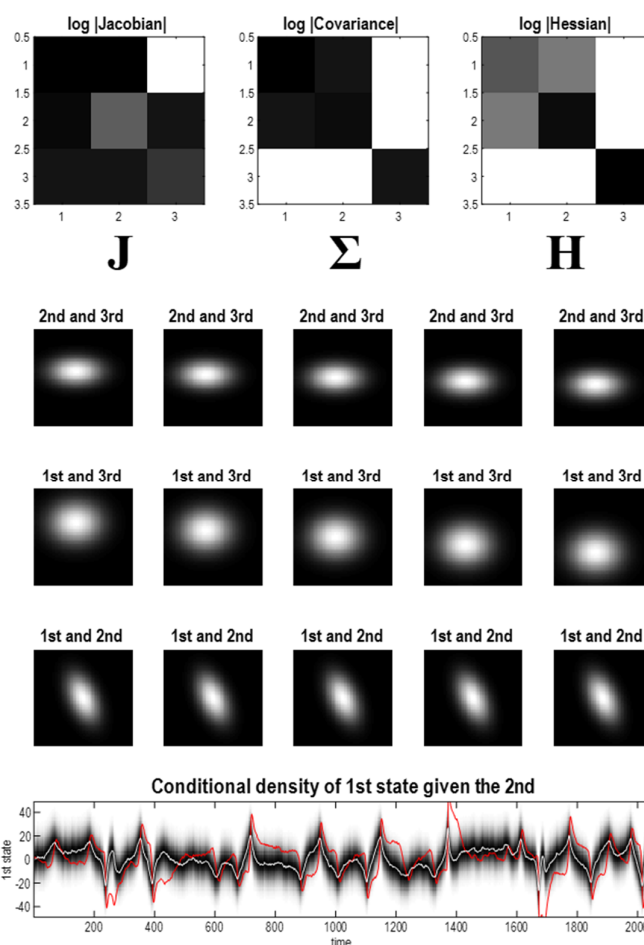 log |Jacobian| log |Covariance| log |Hessian|
0.5 0.5 0.5
1 1 1
1.5 1.5 1.5
2 2 2
2.5 2.5 2.5
3 3 3
3.5 3.5 3.5
1 2 3 1 2 3 1 2 3
J Σ H
2nd and 3rd 2nd and 3rd 2nd and 3rd 2nd and 3rd 2nd and 3rd
1st and 3rd 1st and 3rd 1st and 3rd 1st and 3rd 1st and 3rd
1st and 2nd 1st and 2nd 1st and 2nd 1st and 2nd 1st and 2nd
Conditional density of 1st state given the 2nd
1st state
40
20
0
-20
-40
200 400 600 800 1000 1200 1400 1600 1800
time